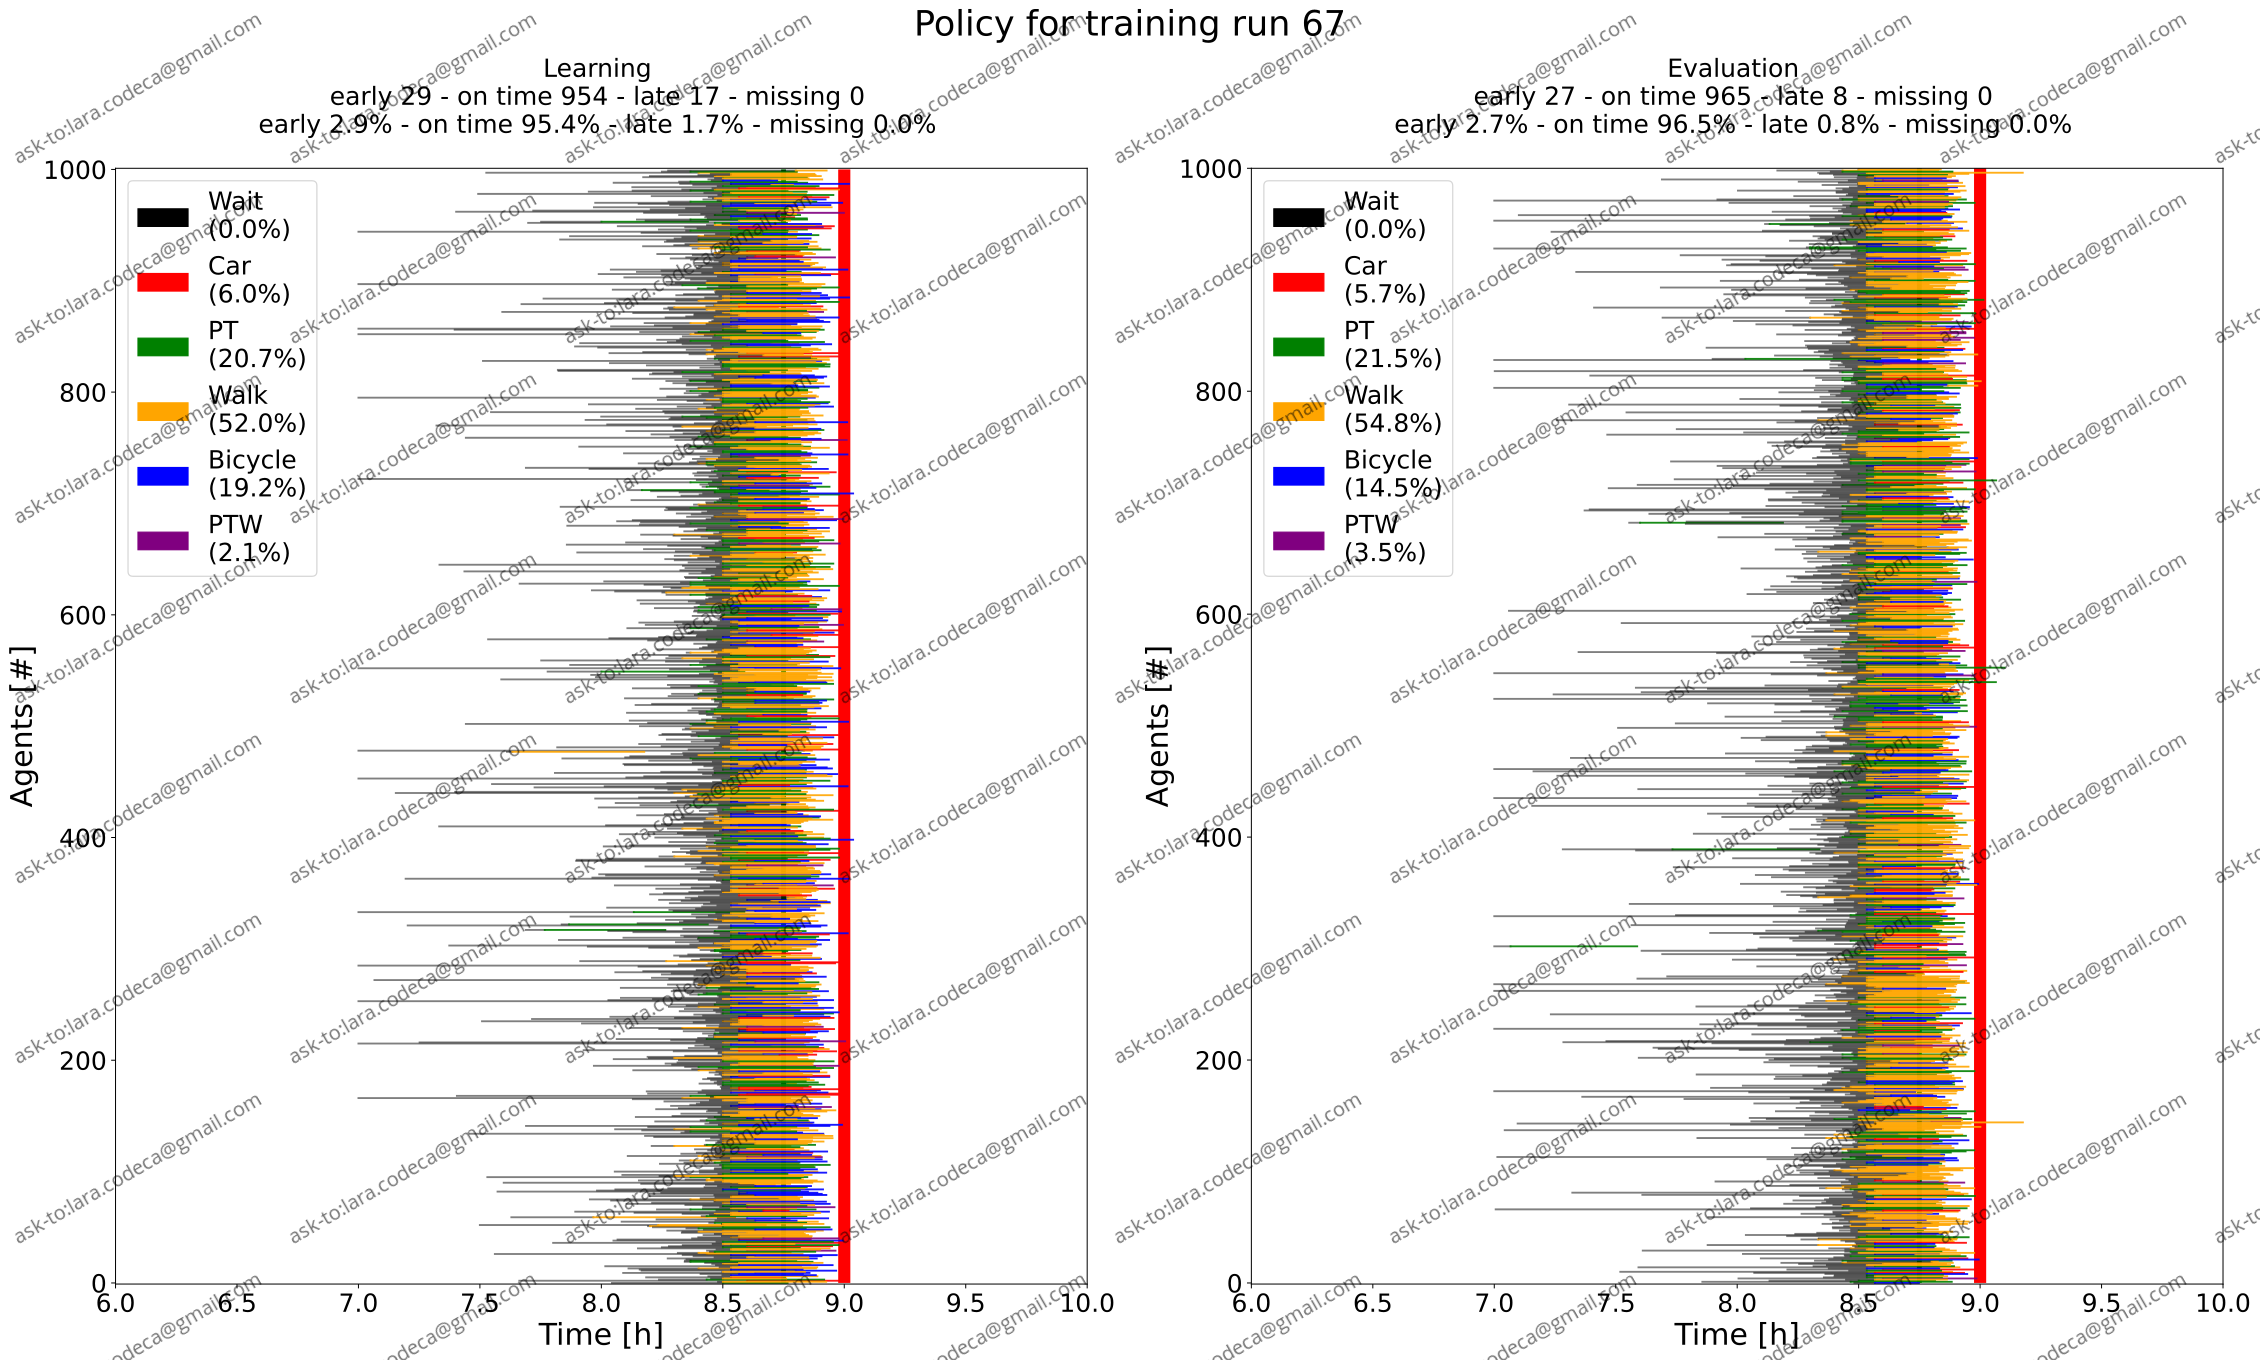 Policy for training run 67
Learning
early 29 - on time 954 - late 17 - missing 0
early 2.9% - on time 95.4% - late 1.7% - missing 0.0%
Agents [#]
1000
800
600
400
200
0
Wait
(0.0%)
Car
(6.0%)
PT
(20.7%)
Walk
(52.0%)
Bicycle
(19.2%)
PTW
(2.1%)
6.0 6.5 7.0 7.5 8.0 8.5 9.0 9.5 10.0
Time [h]
Evaluation
early 27 - on time 965 - late 8 - missing 0
early 2.7% - on time 96.5% - late 0.8% - missing 0.0%
Agents [#]
1000
800
600
400
200
0
Wait
(0.0%)
Car
(5.7%)
PT
(21.5%)
Walk
(54.8%)
Bicycle
(14.5%)
PTW
(3.5%)
6.0 6.5 7.0 7.5 8.0 8.5 9.0 9.5 10.0
Time [h]
ask-to:lara.codeca@gmail.com